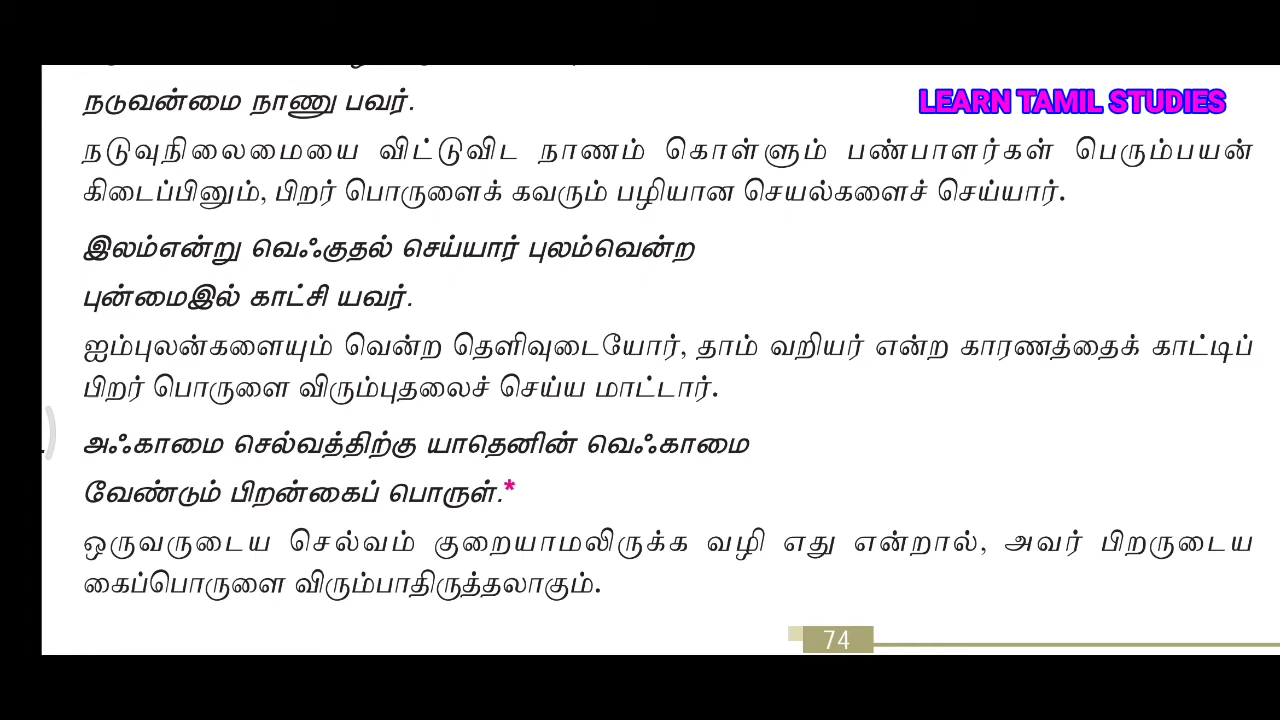 நடுவன்மை நாணு பவர்.
LEARN TAMIL STUDIES
நடுவுநிலைமையை விட்டுவிட நாணம் கொள்ளும் பண்பாளர்கள் பெரும்பயன்
கிடைப்பினும், பிறர் பொருளைக் கவரும் பழியான செயல்களைச் செய்யார்.
இலம்என்று வெஃகுதல் செய்யார் புலம்வென்ற
புன்மைஇல் காட்சி யவர்.
ஐம்புலன்களையும் வென்ற தெளிவுடையோர், தாம் வறியர் என்ற காரணத்தைக் காட்டிப்
பிறர் பொருளை விரும்புதலைச் செய்ய மாட்டார்.
அஃகாமை செல்வத்திற்கு யாதெனின் வெஃகாமை
வேண்டும் பிறன்கைப் பொருள்.*
ஒருவருடைய செல்வம் குறையாமலிருக்க வழி எது என்றால், அவர் பிறருடைய
கைப்பொருளை விரும்பாதிருத்தலாகும்.
74